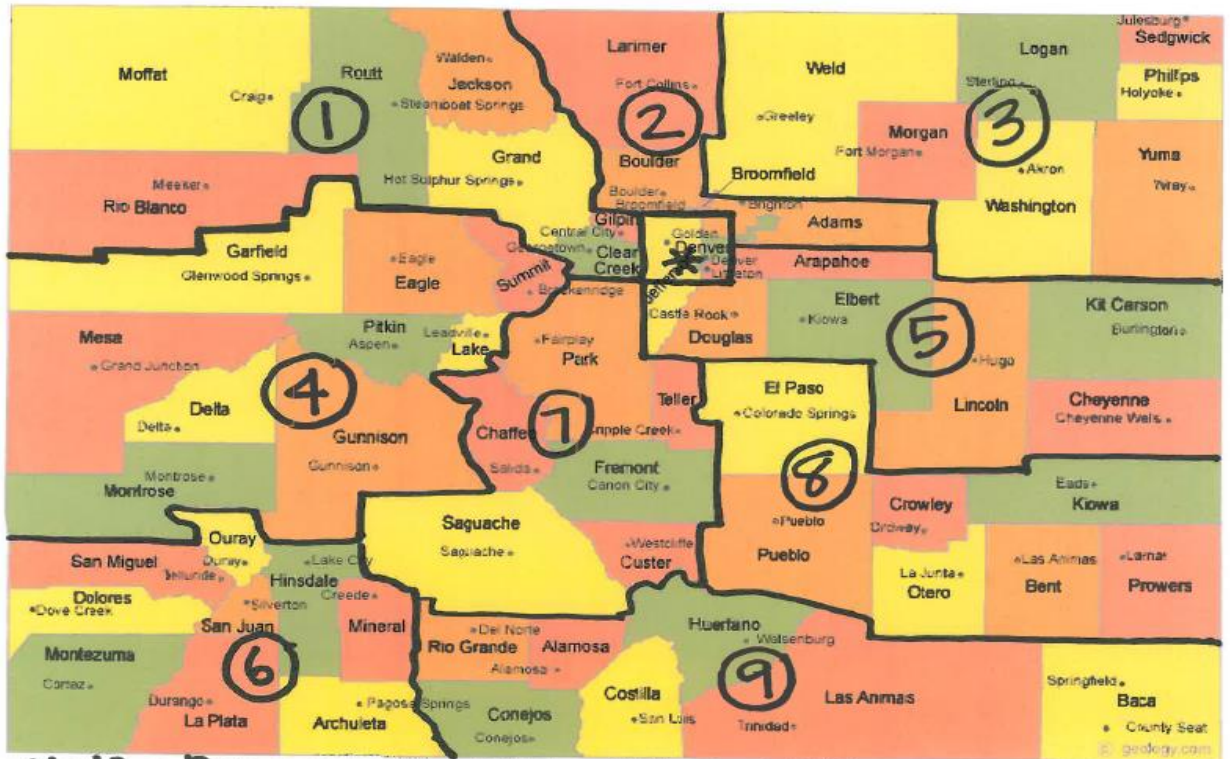 Julesburg
Sedgwick
Larimer
Logan
Walden
Moffat
Routt
Jackson
Weld
Phillips
Craig
Fort Collins
Sterling
Holyoke
Steamboat Springs
1
2
3
Greeley
Morgan
Grand
Boulder
Fort Morgan
Yuma
Meeker
Hot Sulphur Springs
Broomfield
Akron
Wray
Rio Blanco
Boulder
Broomfield
Brighton
Washington
Gilpin
Adams
Garfield
Central City
Golden
Denver
Georgetown
Clear
Creek
Denver
Littleton
Arapahoe
Glenwood Springs
Eagle
Eagle
Summit
Breckenridge
Elbert
Kit Carson
Castle Rock
Kiowa
Burlington
Mesa
Pitkin
Aspen
Leadville
Lake
Fairplay
Park
Douglas
5
Hugo
Grand Junction
El Paso
Delta
4
Teller
Lincoln
Cheyenne
Colorado Springs
Cheyenne Wells
Delta
Gunnison
Chaffee
7
Cripple Creek
Montrose
Gunnison
Salida
Fremont
8
Montrose
Canon City
Crowley
Eads
Kiowa
Ouray
Saguache
Pueblo
Ordway
San Miguel
Ouray
Lake City
Saguache
Westcliffe
Pueblo
Las Animas
Lamar
Telluride
Hinsdale
Custer
La Junta
Dolores
Creede
Otero
Bent
Prowers
Dove Creek
Silverton
San Juan
Mineral
Del Norte
Huerfano
Montezuma
Rio Grande
Alamosa
Walsenburg
6
Alamosa
Cortez
9
Springfield
Durango
Pagosa Springs
Costilla
Las Animas
Baca
La Plata
Archuleta
Conejos
San Luis
Trinidad
County Seat
Conejos
© geology.com